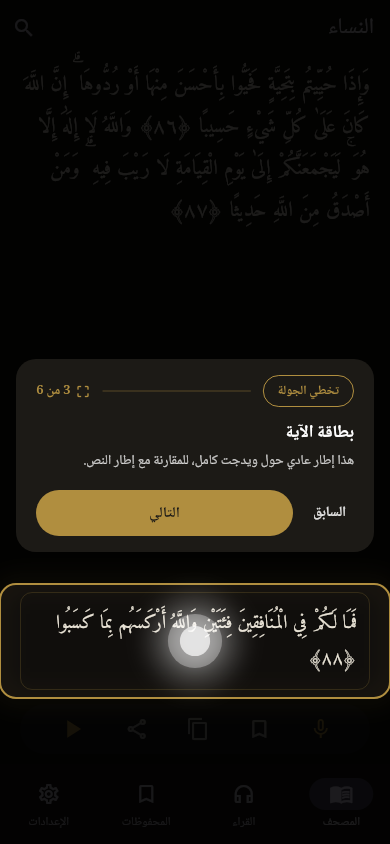 النساء
وَإِذَا حُيِّيتُم بِتَحِيَّةٍ فَحَيُّوا بِأَحْسَنَ مِنْهَا أَوْ رُدُّوهَا ۗ إِنَّ اللَّهَ
كَانَ عَلَىٰ كُلِّ شَيْءٍ حَسِيبًا ﴿٨٦﴾ وَاللَّهُ لَا إِلَٰهَ إِلَّا
هُوَ ۚ لَيَجْمَعَنَّكُمْ إِلَىٰ يَوْمِ الْقِيَامَةِ لَا رَيْبَ فِيهِ ۗ وَمَنْ
أَصْدَقُ مِنَ اللَّهِ حَدِيثًا ﴿٨٧﴾
تخطي الجولة
3 من 6
بطاقة الآية
هذا إطار عادي حول ويدجت كامل، للمقارنة مع إطار النص.
السابق
التالي
فَمَا لَكُمْ فِي الْمُنَافِقِينَ فِئَتَيْنِ وَاللَّهُ أَرْكَسَهُم بِمَا كَسَبُوا
﴿٨٨﴾
المصحف
القراء
المحفوظات
الإعدادات